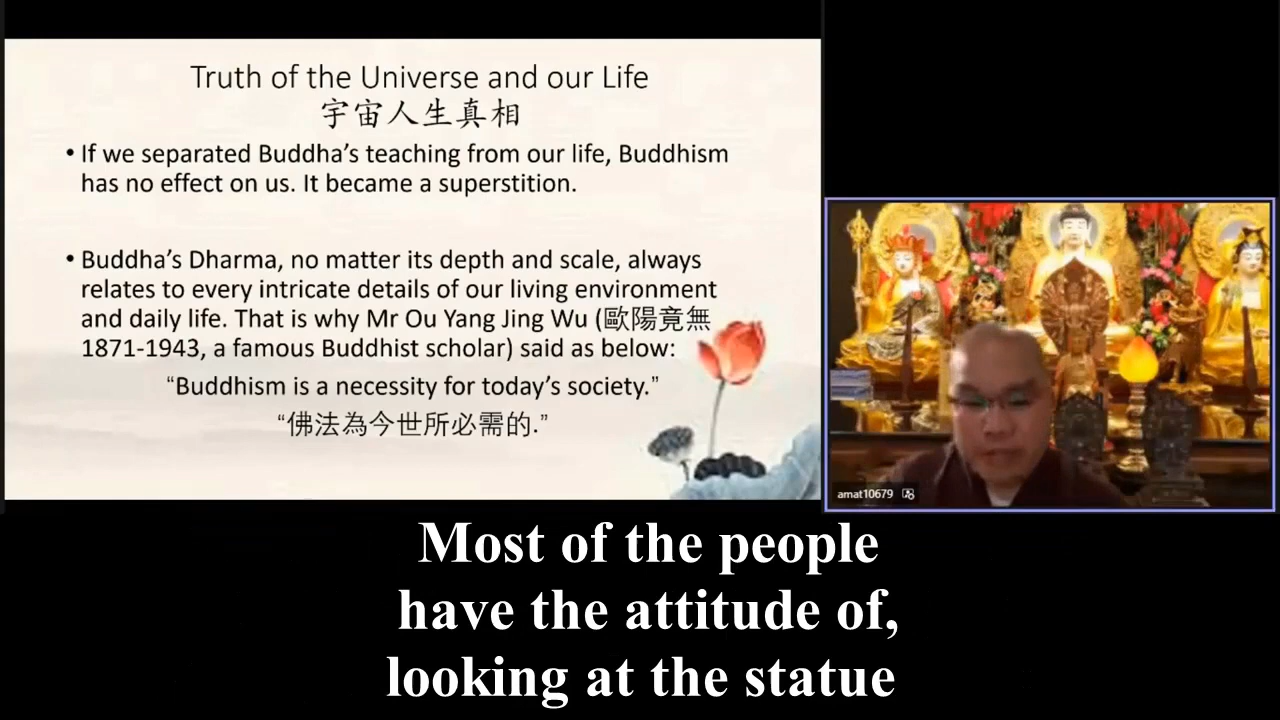 Truth of the Universe and our Life
宇宙人生真相
• If we separated Buddha's teaching from our life, Buddhism
has no effect on us. It became a superstition.
• Buddha's Dharma, no matter its depth and scale, always
relates to every intricate details of our living environment
and daily life. That is why Mr Ou Yang Jing Wu (歐陽竟無
1871-1943, a famous Buddhist scholar) said as below:
“Buddhism is a necessity for today's society.”
“佛法為今世所必需的.”
amat10679
Most of the people
have the attitude of,
looking at the statue